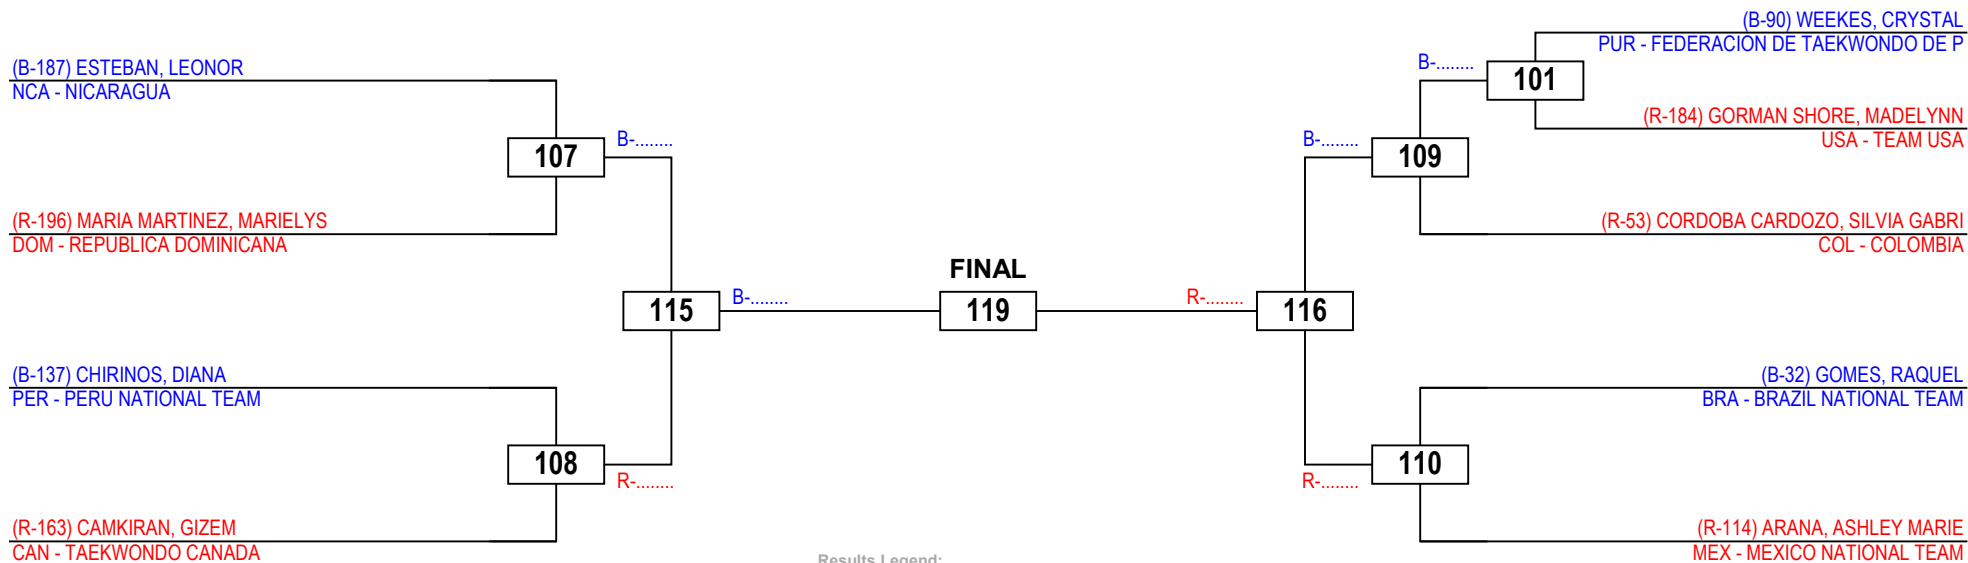 (B-187) ESTEBAN, LEONOR
NCA - NICARAGUA
107
B-........
(R-196) MARIA MARTINEZ, MARIELYS
DOM - REPUBLICA DOMINICANA
115
B-........
(B-137) CHIRINOS, DIANA
PER - PERU NATIONAL TEAM
108
R-........
(R-163) CAMKIRAN, GIZEM
CAN - TAEKWONDO CANADA
FINAL
119
(B-90) WEEKES, CRYSTAL
PUR - FEDERACION DE TAEKWONDO DE P
B-........
101
(R-184) GORMAN SHORE, MADELYNN
USA - TEAM USA
B-........
109
(R-53) CORDOBA CARDOZO, SILVIA GABRI
COL - COLOMBIA
R-........
116
(B-32) GOMES, RAQUEL
BRA - BRAZIL NATIONAL TEAM
110
R-........
(R-114) ARANA, ASHLEY MARIE
MEX - MEXICO NATIONAL TEAM
Results Legend: